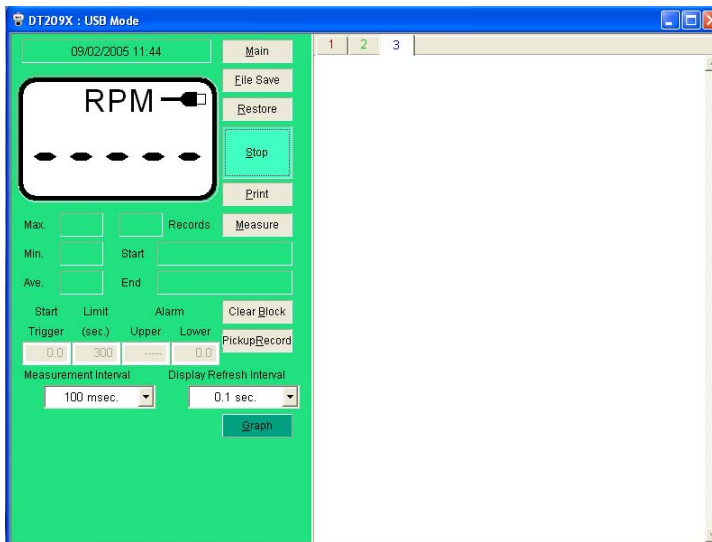 DT209X : USB Mode
09/02/2005 11:44
Main
1 2 3
File Save
RPM
Restore
- - - - -
Stop
Print
Max. Records Measure
Min. Start
Ave. End
Start Limit Alarm Clear Block
Trigger (sec.) Upper Lower PickupRecord
0.0 300 ----- 0.0
Measurement Interval Display Refresh Interval
100 msec. 0.1 sec.
Graph